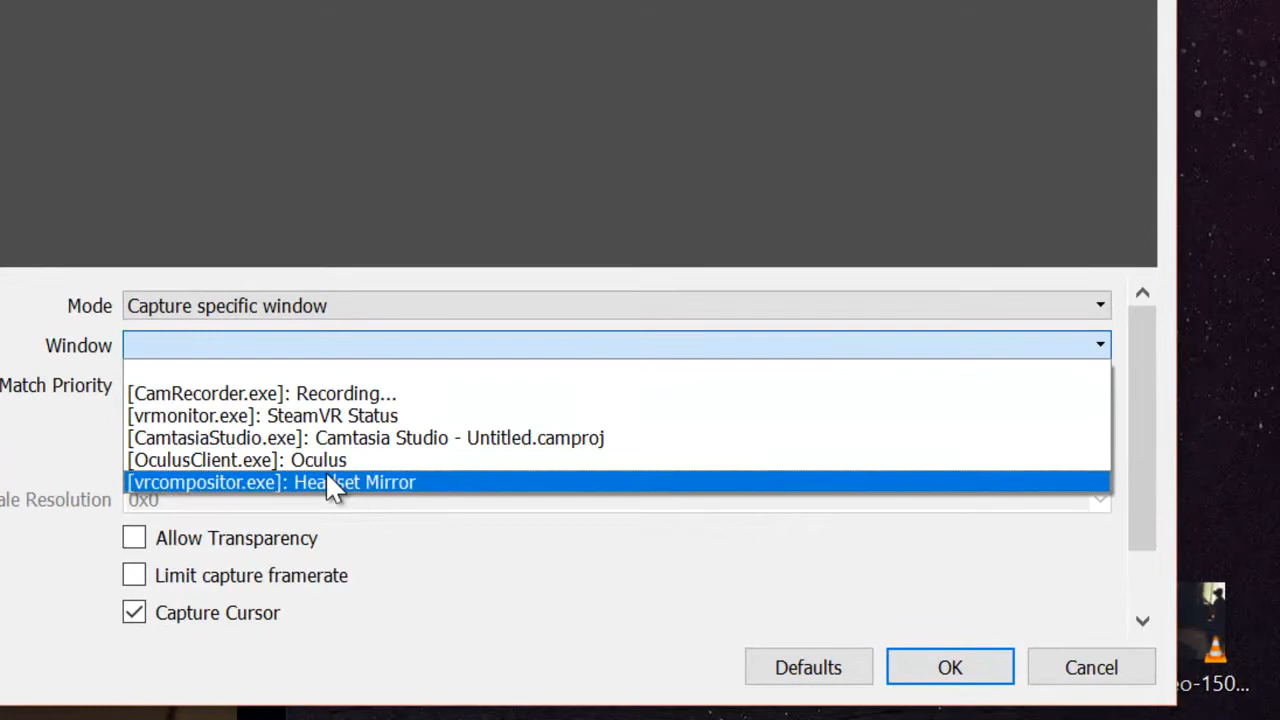 Mode Capture specific window
Window
Match Priority
[CamRecorder.exe]: Recording...
[vrmonitor.exe]: SteamVR Status
[CamtasiaStudio.exe]: Camtasia Studio - Untitled.camproj
[OculusClient.exe]: Oculus
[vrcompositor.exe]: Headset Mirror
ale Resolution 0x0
Allow Transparency
Limit capture framerate
Capture Cursor
Defaults OK Cancel
eo-150...